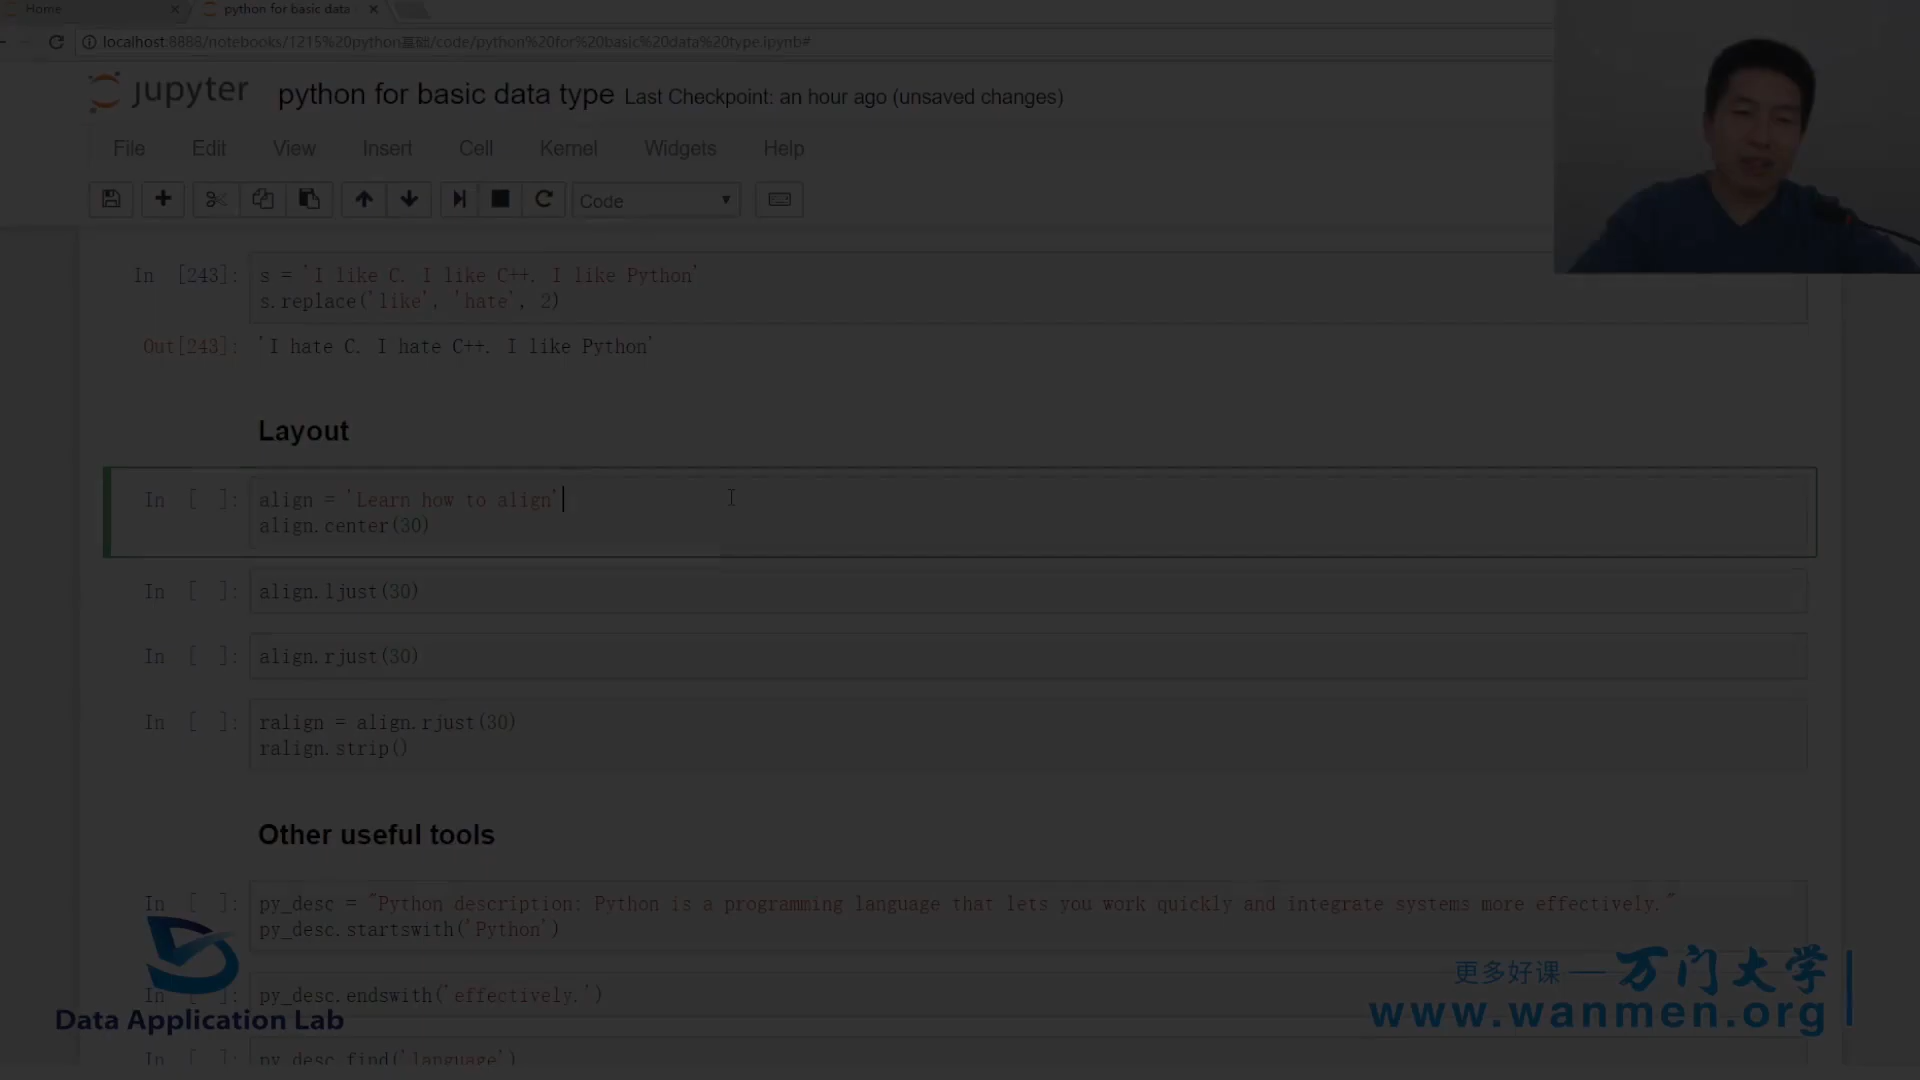 Home
python for basic data
localhost:8888/notebooks/1215%20python基础/code/python%20for%20basic%20data%20type.ipynb#
jupyter python for basic data type Last Checkpoint: an hour ago (unsaved changes)
File Edit View Insert Cell Kernel Widgets Help
Code
In [243]: s = 'I like C. I like C++. I like Python'
s.replace('like', 'hate', 2)
Out[243]: 'I hate C. I hate C++. I like Python'
Layout
In [ ]: align = 'Learn how to align'
align.center(30)
In [ ]: align.ljust(30)
In [ ]: align.rjust(30)
In [ ]: ralign = align.rjust(30)
ralign.strip()
Other useful tools
In [ ]: py_desc = "Python description: Python is a programming language that lets you work quickly and integrate systems more effectively."
py_desc.startswith('Python')
In [ ]: py_desc.endswith('effectively.')
In [ ]: py_desc.find('language')
Data Application Lab
更多好课 — 万门大学
www.wanmen.org